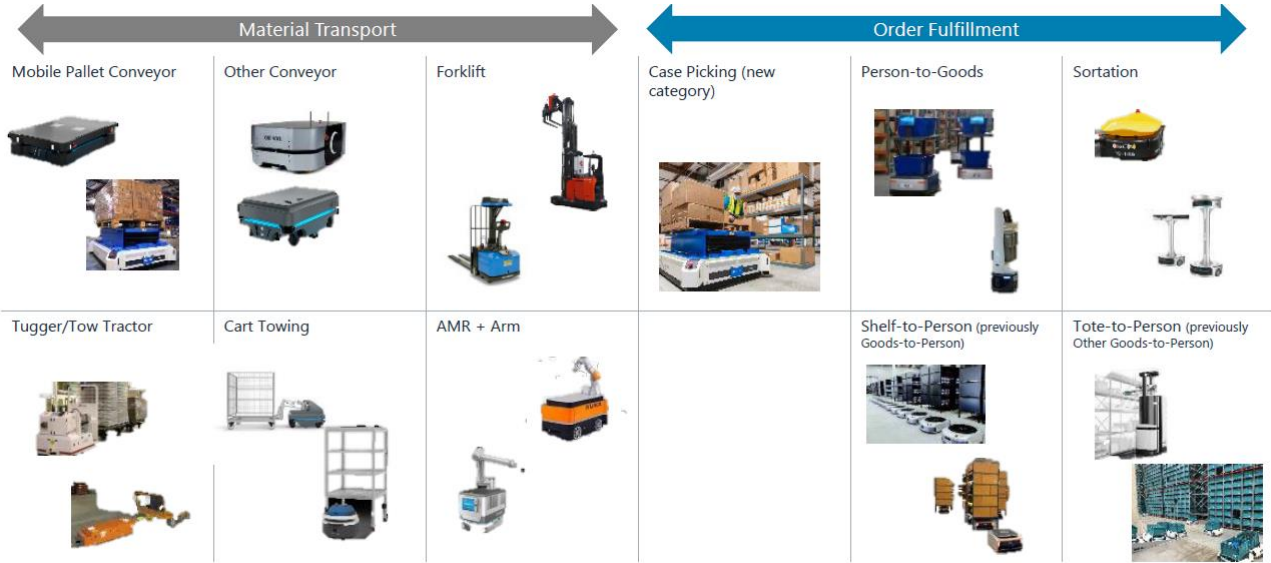 Material Transport
Order Fulfillment
Mobile Pallet Conveyor
Other Conveyor
Forklift
Case Picking (new
category)
Person-to-Goods
Sortation
Tugger/Tow Tractor
Cart Towing
AMR + Arm
Shelf-to-Person (previously
Goods-to-Person)
Tote-to-Person (previously
Other Goods-to-Person)